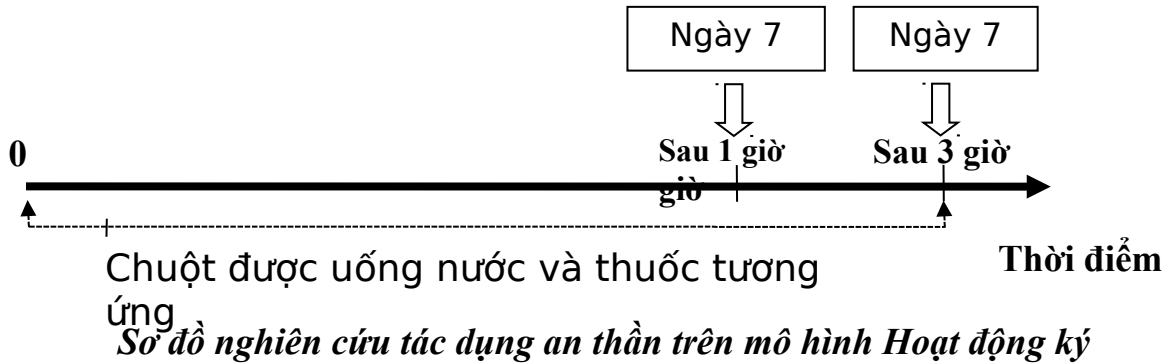 Ngày 7
Ngày 7
0
Sau 1 giờ
giờ
Sau 3 giờ
Thời điểm
Chuột được uống nước và thuốc tương
ứng
Sơ đồ nghiên cứu tác dụng an thần trên mô hình Hoạt động ký